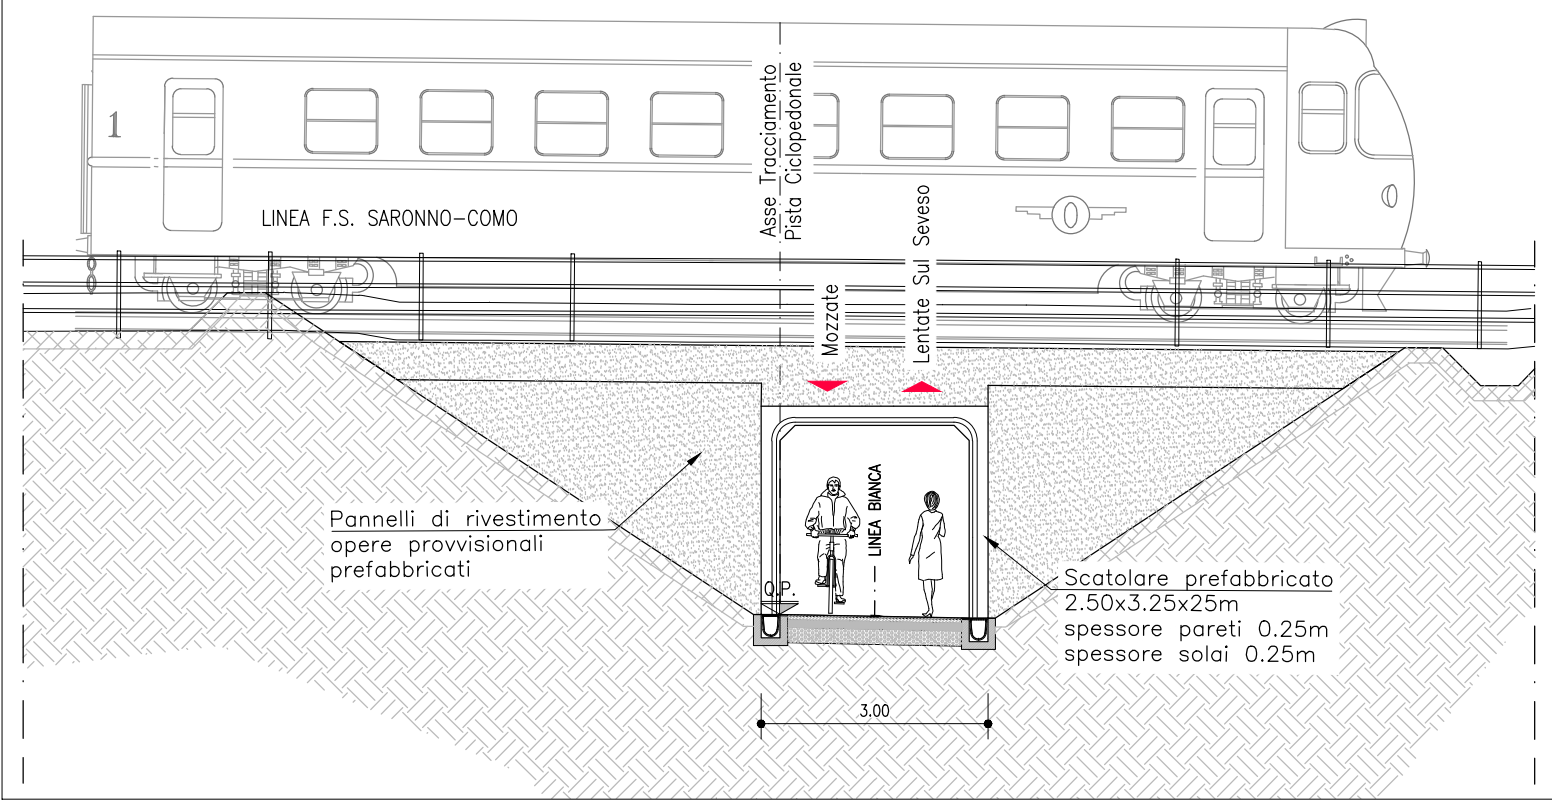 1
LINEA F.S. SARONNO-COMO
Asse Tracciamento
Pista Ciclopedonale
Mozzate
Lentate Sul Seveso
LINEA BIANCA
Pannelli di rivestimento
opere provvisionali
prefabbricati
Q.P.
Scatolare prefabbricato
2.50x3.25x25m
spessore pareti 0.25m
spessore solai 0.25m
3.00